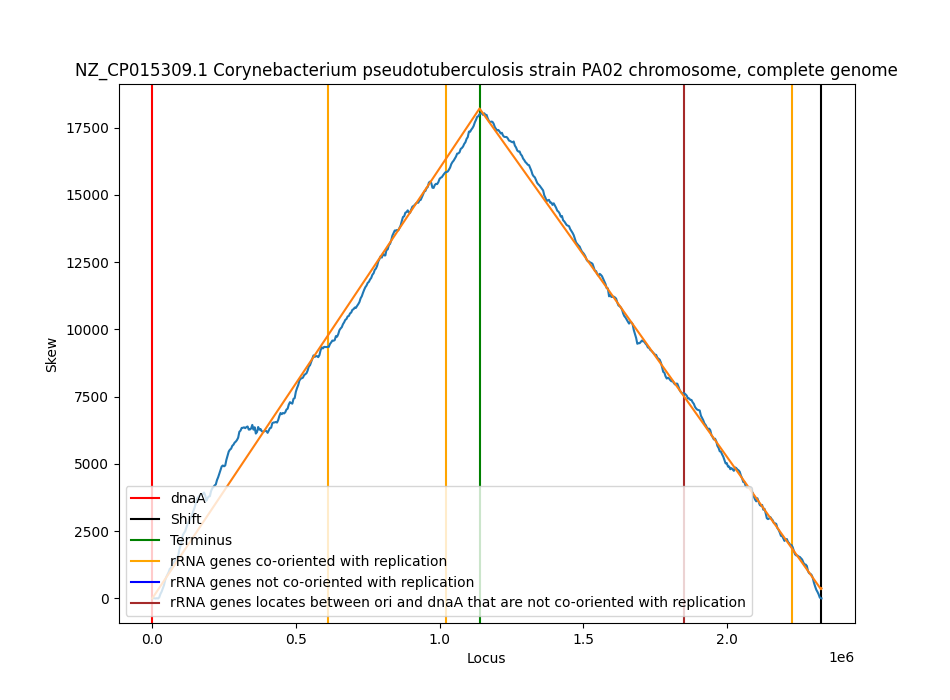 NZ_CP015309.1 Corynebacterium pseudotuberculosis strain PA02 chromosome, complete genome
17500
15000
12500
10000
7500
5000
2500
0
Skew
dnaA
Shift
Terminus
rRNA genes co-oriented with replication
rRNA genes not co-oriented with replication
rRNA genes locates between ori and dnaA that are not co-oriented with replication
0.0 0.5 1.0 1.5 2.0
Locus
1e6